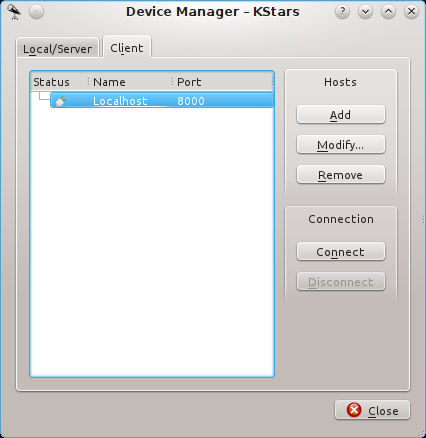 Device Manager – KStars
Local/Server Client
Status Name Port
Localhost 8000
Hosts
Add
Modify...
Remove
Connection
Connect
Disconnect
Close